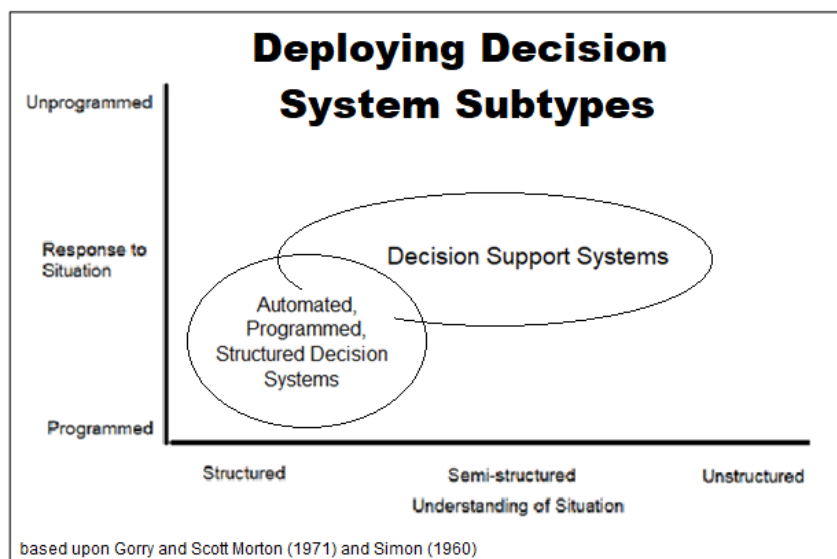 Deploying Decision
System Subtypes
Unprogrammed
Response to
Situation
Decision Support Systems
Automated,
Programmed,
Structured Decision
Systems
Programmed
Structured
Semi-structured
Unstructured
Understanding of Situation
based upon Gorry and Scott Morton (1971) and Simon (1960)